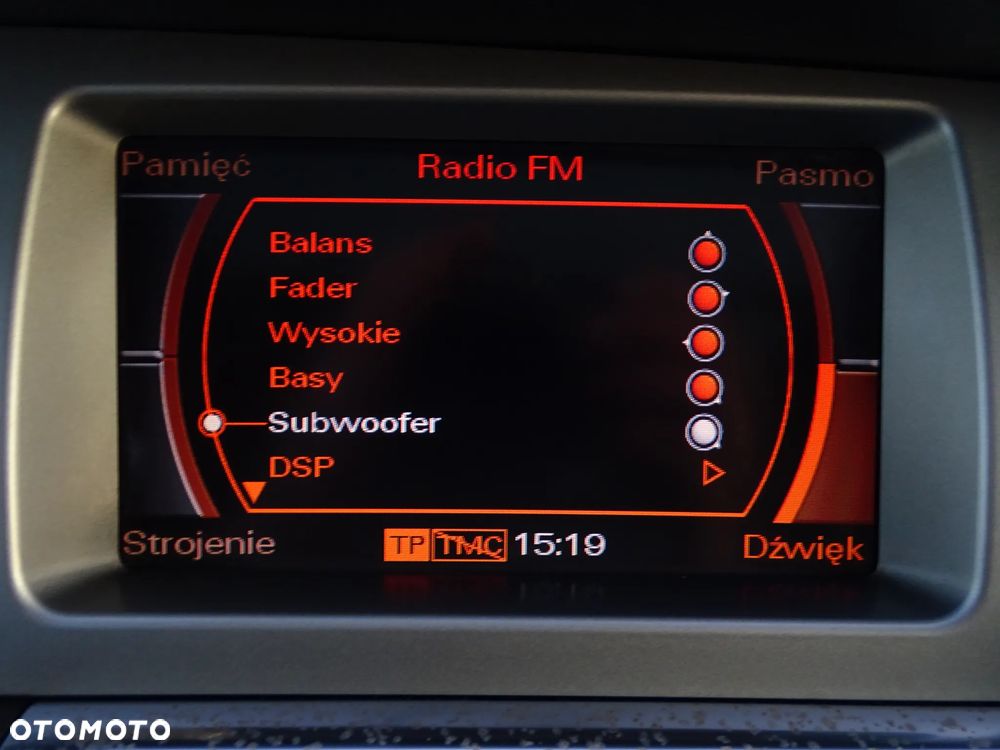 Pamięć Radio FM Pasmo
Balans
Fader
Wysokie
Basy
Subwoofer
DSP
Strojenie TP TMC 15:19 Dźwięk
OTOMOTO